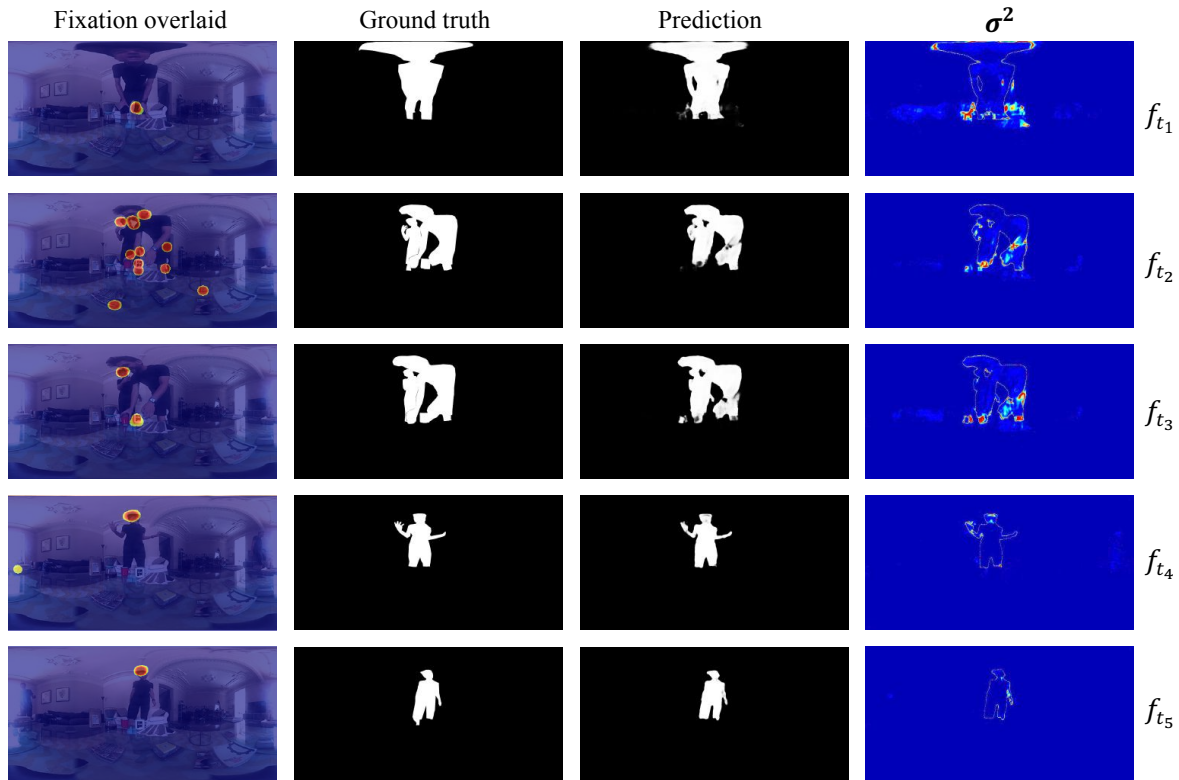 Fixation overlaid Ground truth Prediction σ²
f_{t_1}
f_{t_2}
f_{t_3}
f_{t_4}
f_{t_5}